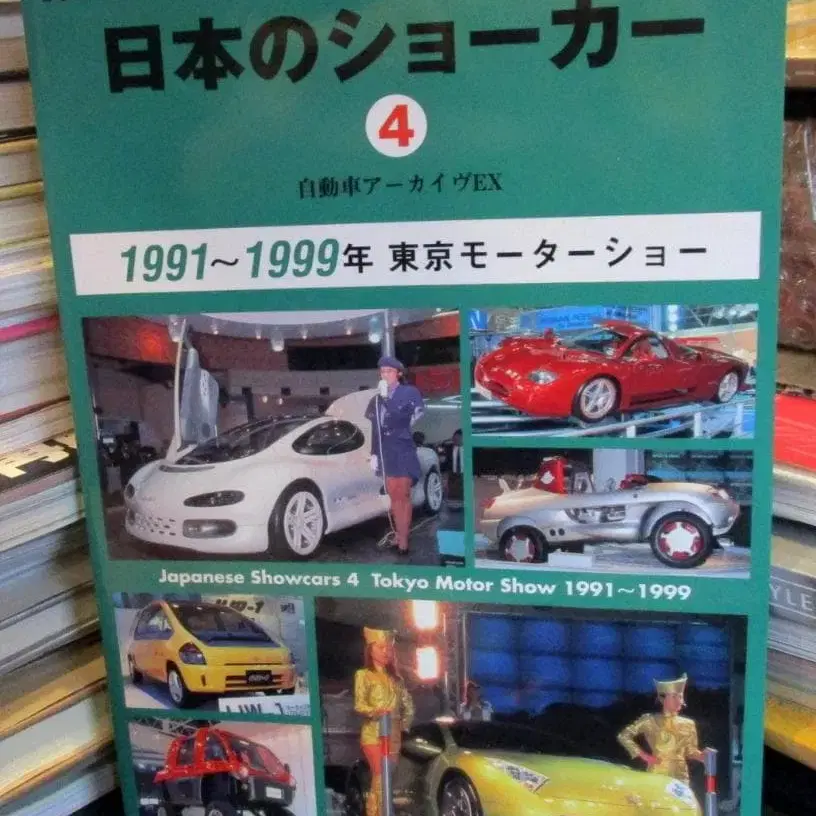 日本のショーカー
4
自動車アーカイヴEX
1991～1999年 東京モーターショー
Japanese Showcars 4 Tokyo Motor Show 1991～1999